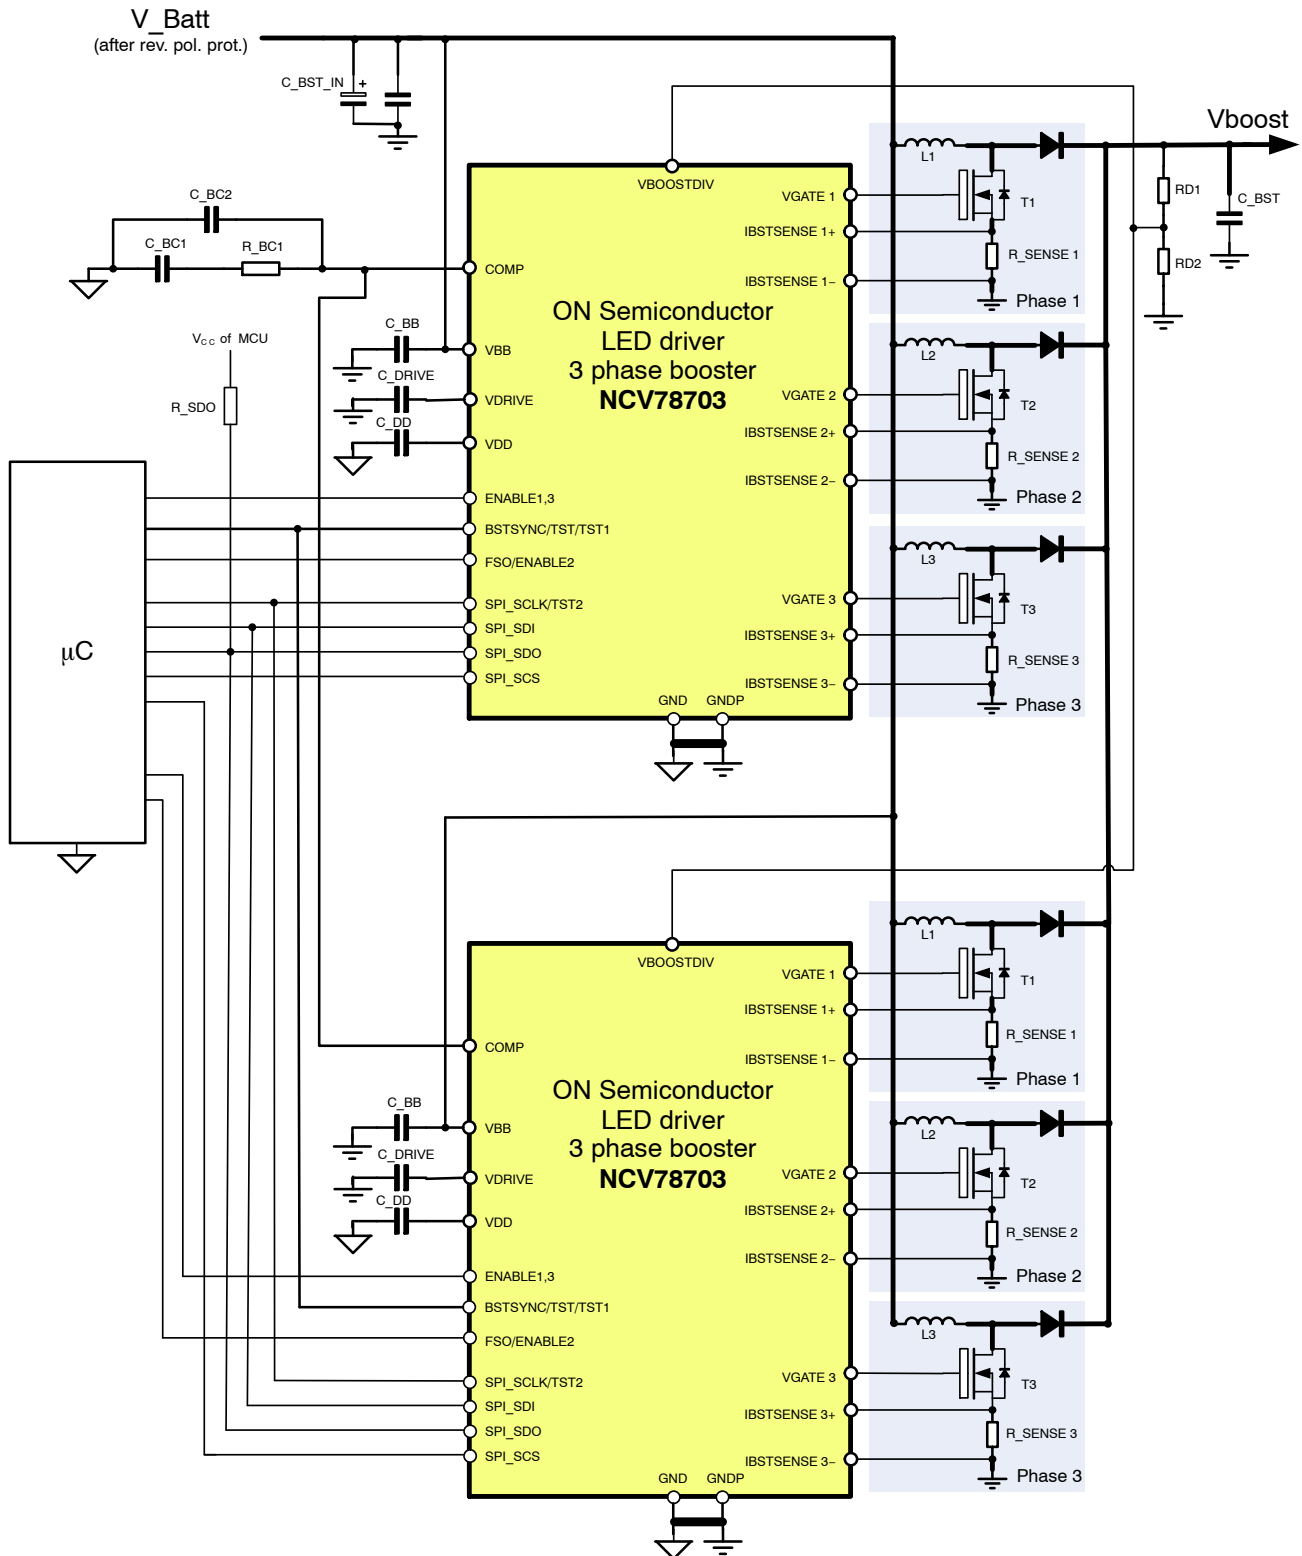 V_Batt
(after rev. pol. prot.)
C_BST_IN
+
Vboost
L1
T1
R_SENSE 1
Phase 1
RD1
RD2
C_BST
VBOOSTDIV
VGATE 1
IBSTSENSE 1+
IBSTSENSE 1−
C_BC2
C_BC1
R_BC1
COMP
ON Semiconductor
LED driver
3 phase booster
NCV78703
VCC of MCU
R_SDO
C_BB
VBB
C_DRIVE
VDRIVE
C_DD
VDD
L2
T2
R_SENSE 2
Phase 2
VGATE 2
IBSTSENSE 2+
IBSTSENSE 2−
µC
ENABLE1,3
BSTSYNC/TST/TST1
FSO/ENABLE2
SPI_SCLK/TST2
SPI_SDI
SPI_SDO
SPI_SCS
L3
T3
R_SENSE 3
Phase 3
VGATE 3
IBSTSENSE 3+
IBSTSENSE 3−
GND
GNDP
VBOOSTDIV
VGATE 1
IBSTSENSE 1+
IBSTSENSE 1−
L1
T1
R_SENSE 1
Phase 1
COMP
ON Semiconductor
LED driver
3 phase booster
NCV78703
C_BB
VBB
C_DRIVE
VDRIVE
C_DD
VDD
L2
T2
R_SENSE 2
Phase 2
VGATE 2
IBSTSENSE 2+
IBSTSENSE 2−
ENABLE1,3
BSTSYNC/TST/TST1
FSO/ENABLE2
SPI_SCLK/TST2
SPI_SDI
SPI_SDO
SPI_SCS
L3
T3
R_SENSE 3
Phase 3
VGATE 3
IBSTSENSE 3+
IBSTSENSE 3−
GND
GNDP